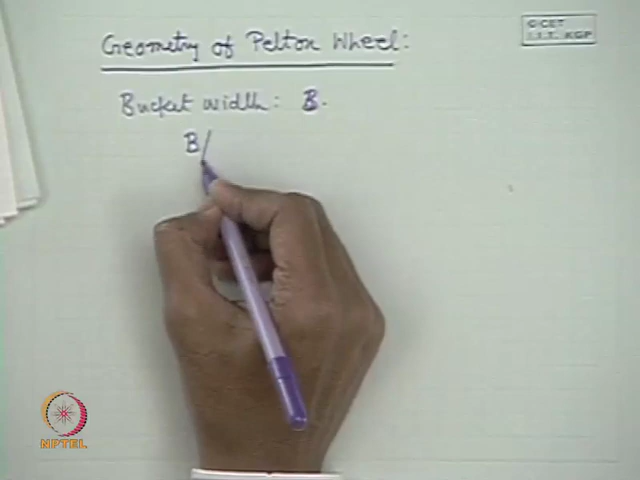 Geometry of Pelton Wheel:
© CET
I.I.T. KGP
Bucket width: B.
B/
NPTEL